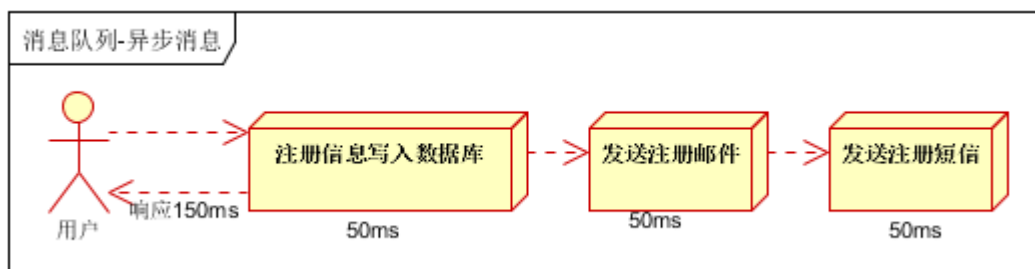 消息队列-异步消息
注册信息写入数据库
发送注册邮件
发送注册短信
响应150ms
用户
50ms
50ms
50ms